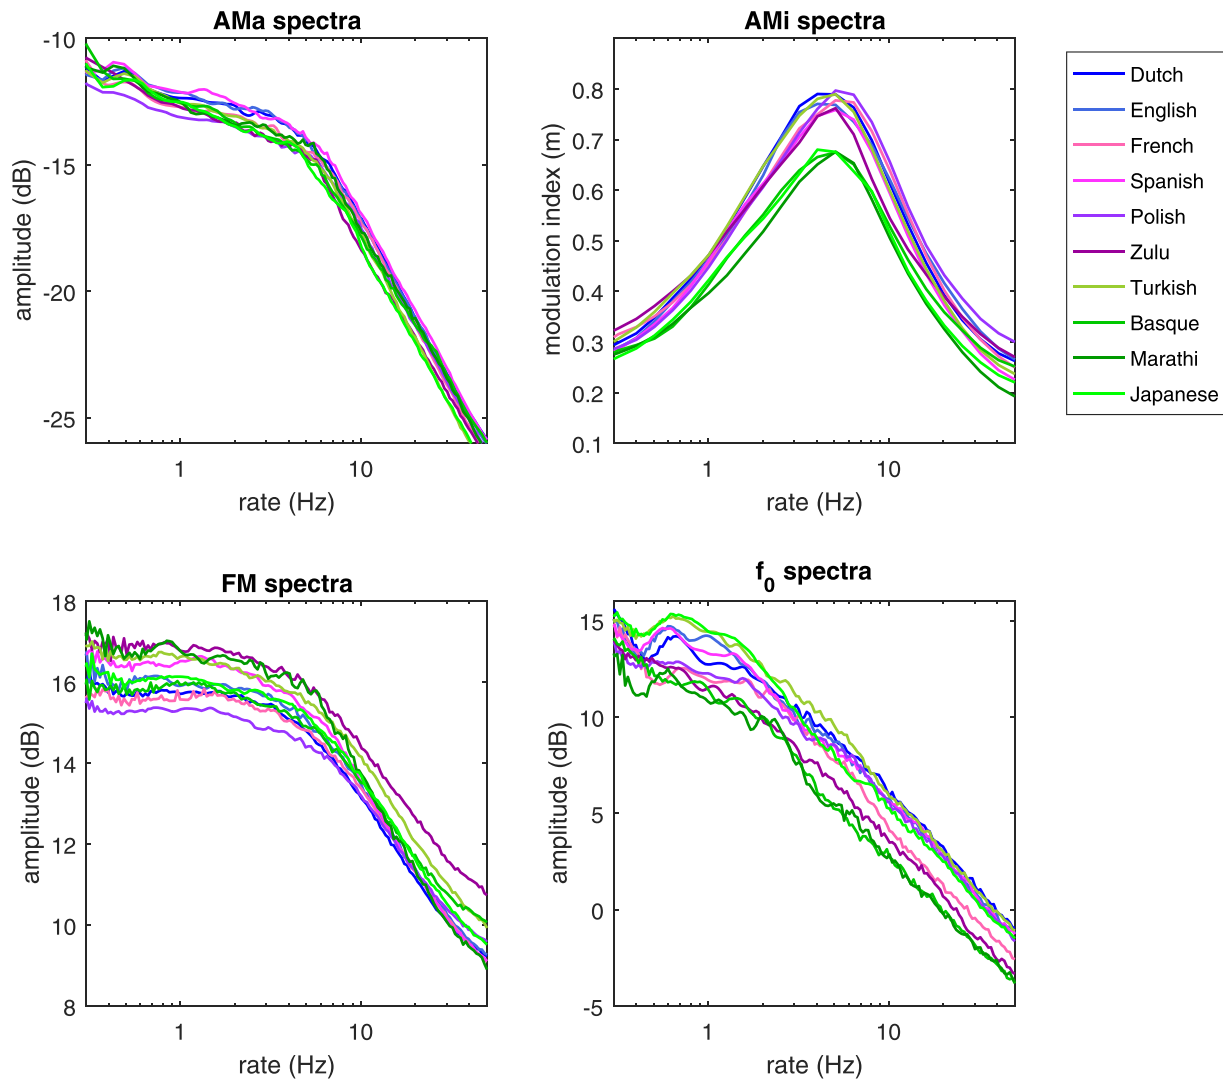 AMa spectra
-10
-15
-20
-25
amplitude (dB)
1
10
rate (Hz)
AMi spectra
0.8
0.7
0.6
0.5
0.4
0.3
0.2
0.1
modulation index (m)
1
10
rate (Hz)
Dutch
English
French
Spanish
Polish
Zulu
Turkish
Basque
Marathi
Japanese
FM spectra
18
16
14
12
10
8
amplitude (dB)
1
10
rate (Hz)
f0 spectra
15
10
5
0
-5
amplitude (dB)
1
10
rate (Hz)